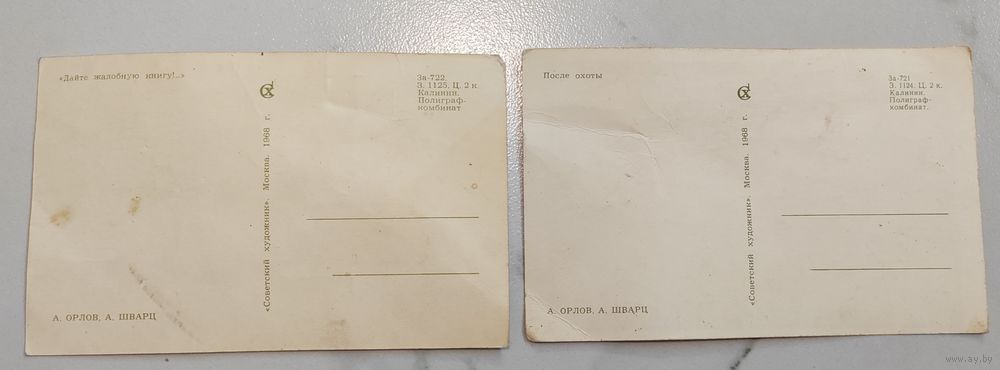 «Дайте жалобную книгу!..»
За-722.
З. 1125. Ц. 2 к.
Калинин.
Полиграф-
комбинат
«Советский художник». Москва. 1968 г.
А. ОРЛОВ, А. ШВАРЦ
После охоты
За-721
З. 1124. Ц. 2 к.
Калинин.
Полиграф-
комбинат.
«Советский художник». Москва. 1968 г.
А. ОРЛОВ, А. ШВАРЦ
www.ay.by